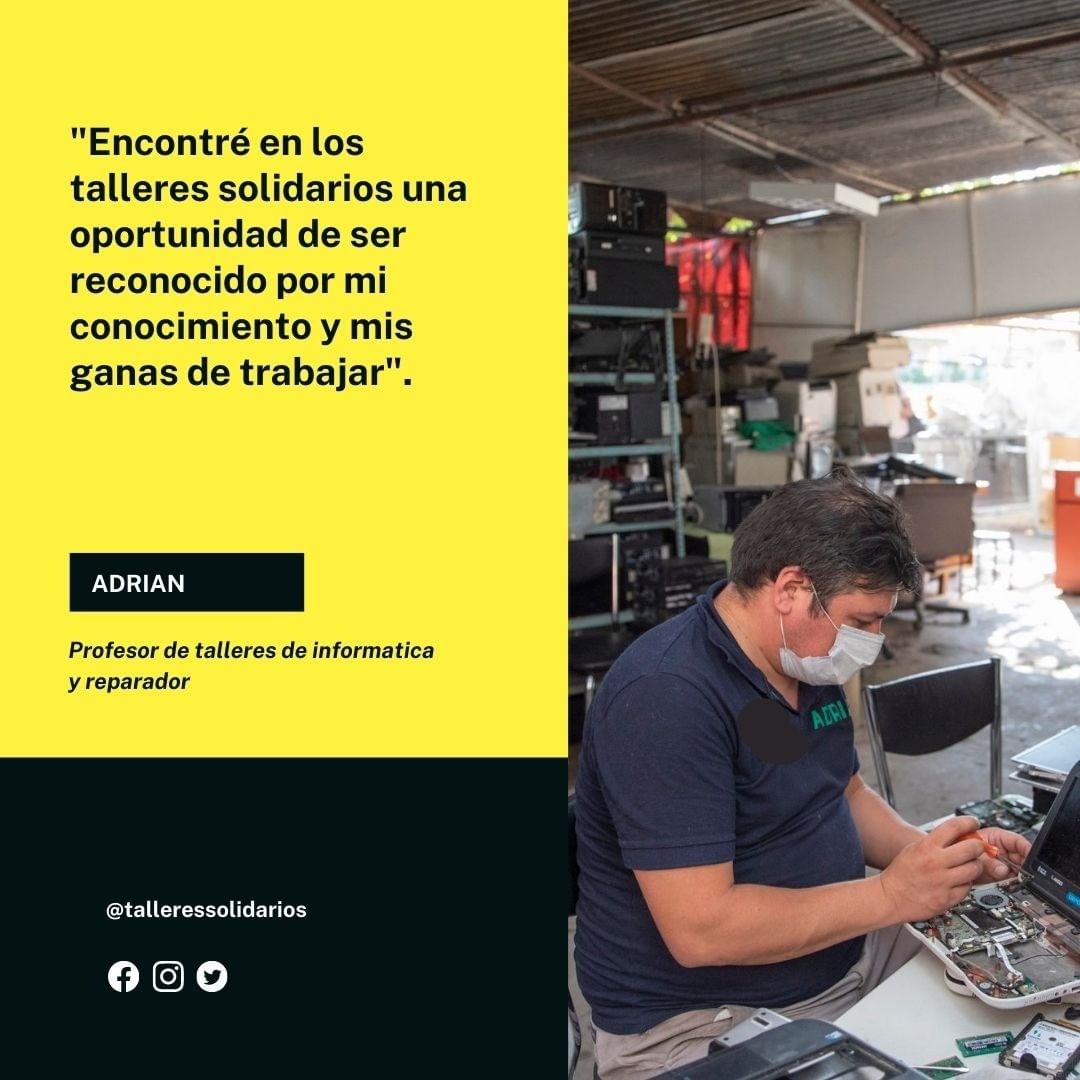 "Encontré en los
talleres solidarios una
oportunidad de ser
reconocido por mi
conocimiento y mis
ganas de trabajar".
ADRIAN
Profesor de talleres de informatica
y reparador
@talleressolidarios
ADRI